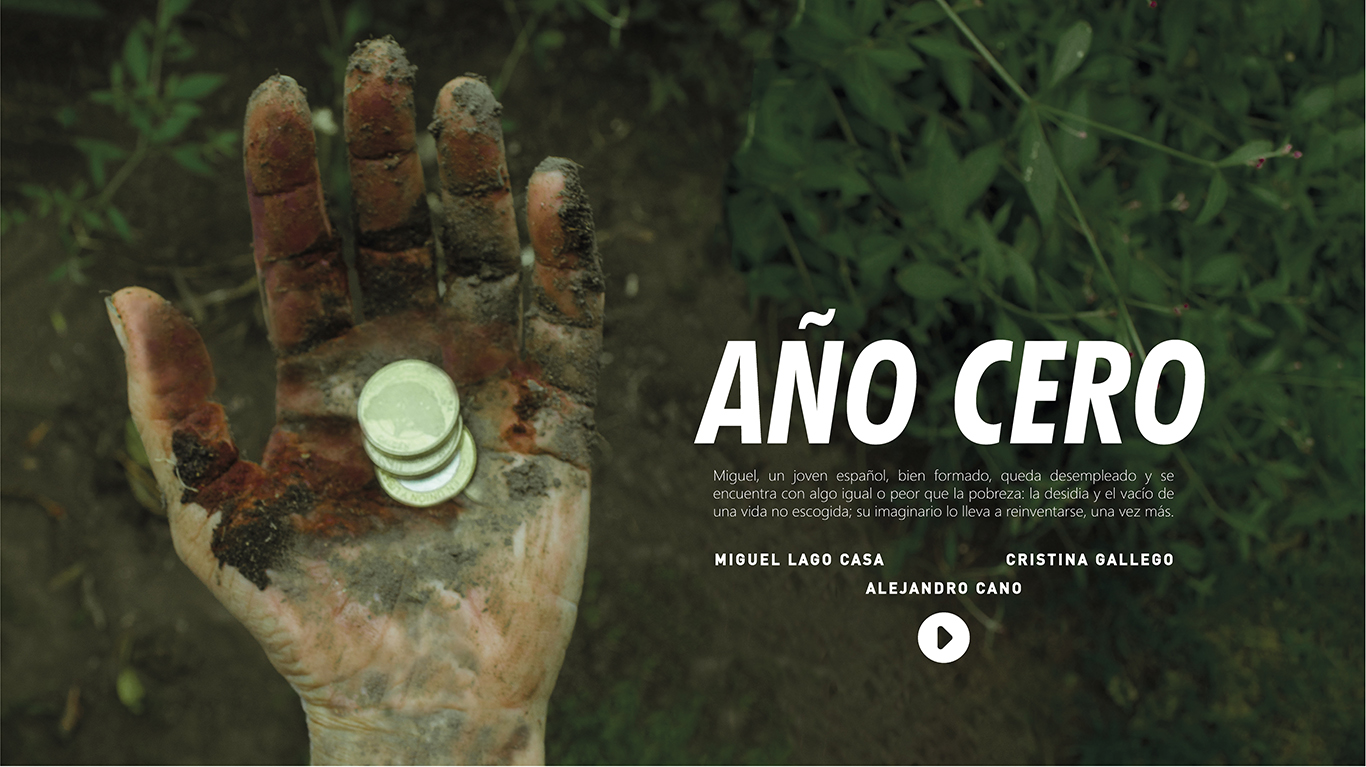 AÑO CERO
Miguel, un joven español, bien formado, queda desempleado y se
encuentra con algo igual o peor que la pobreza: la desidia y el vacío de
una vida no escogida; su imaginario lo lleva a reinventarse, una vez más.
MIGUEL LAGO CASA CRISTINA GALLEGO
ALEJANDRO CANO